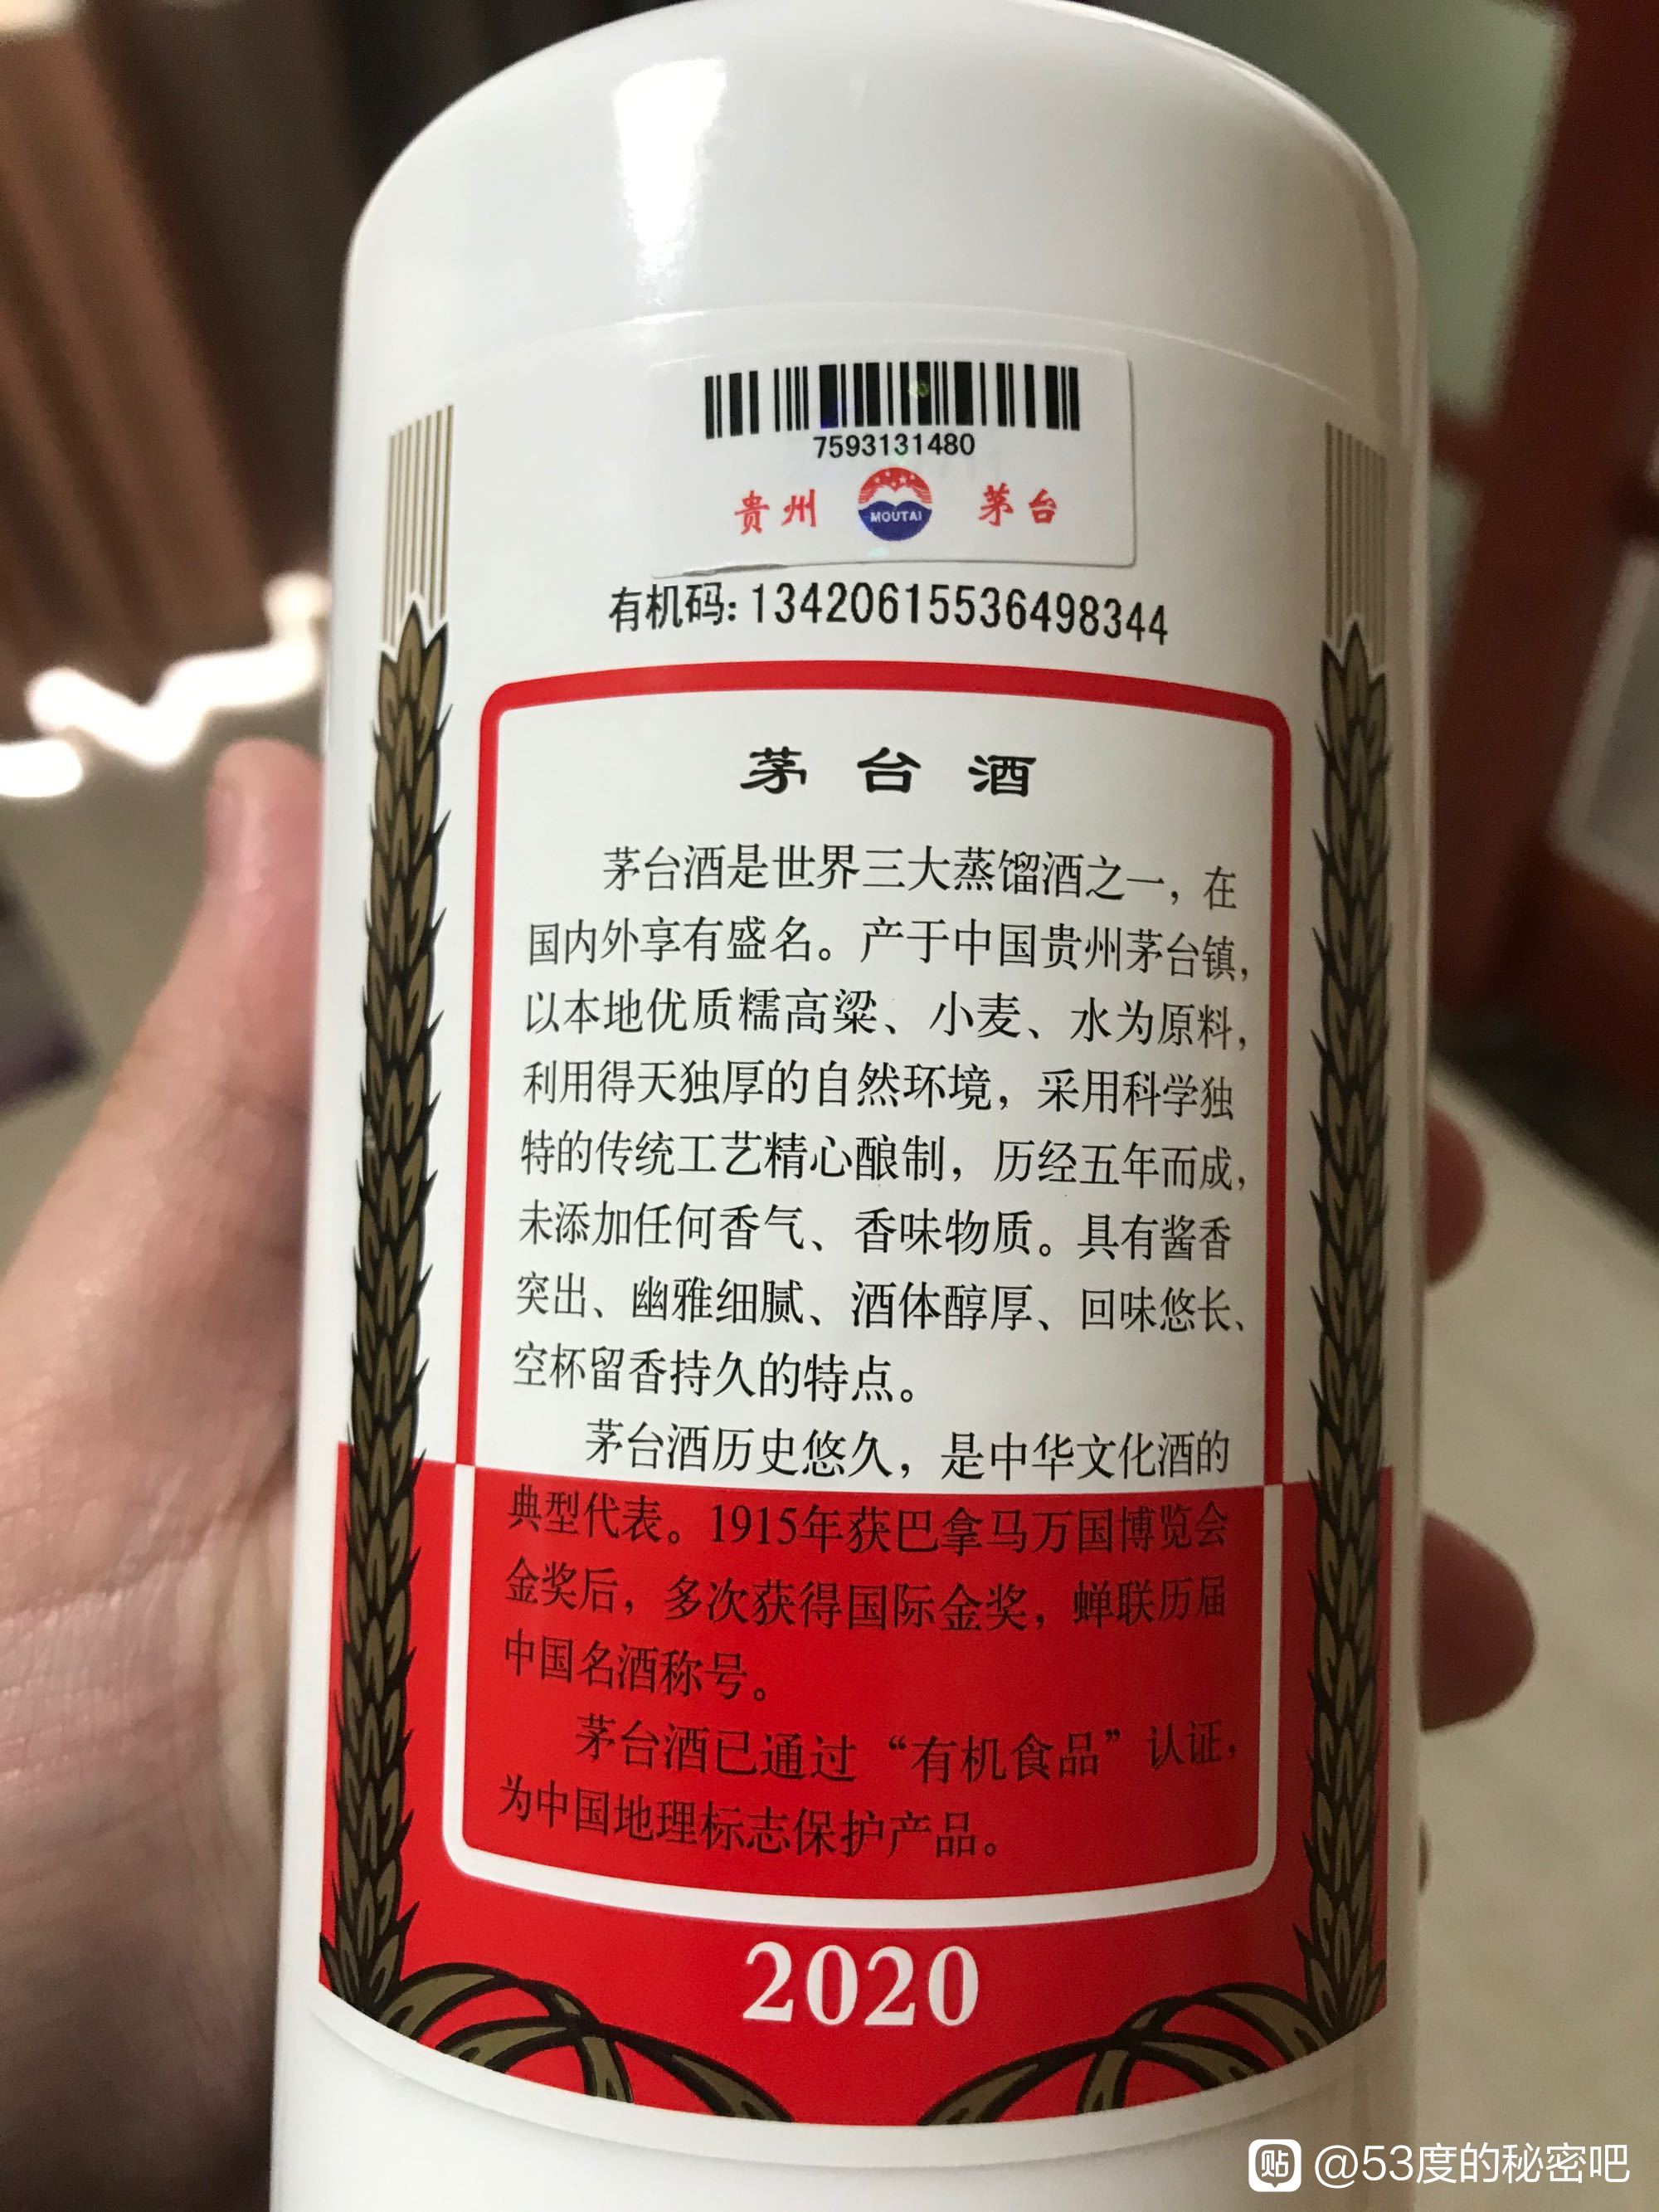 7593131480
贵州 MOUTAI 茅台
有机码:13420615536498344
茅台酒
茅台酒是世界三大蒸馏酒之一，在
国内外享有盛名。产于中国贵州茅台镇，
以本地优质糯高粱、小麦、水为原料，
利用得天独厚的自然环境，采用科学独
特的传统工艺精心酿制，历经五年而成，
未添加任何香气、香味物质。具有酱香
突出、幽雅细腻、酒体醇厚、回味悠长、
空杯留香持久的特点。
茅台酒历史悠久，是中华文化酒的
典型代表。1915年获巴拿马万国博览会
金奖后，多次获得国际金奖，蝉联历届
中国名酒称号。
茅台酒已通过“有机食品”认证，
为中国地理标志保护产品。
2020
贴 @53度的秘密吧